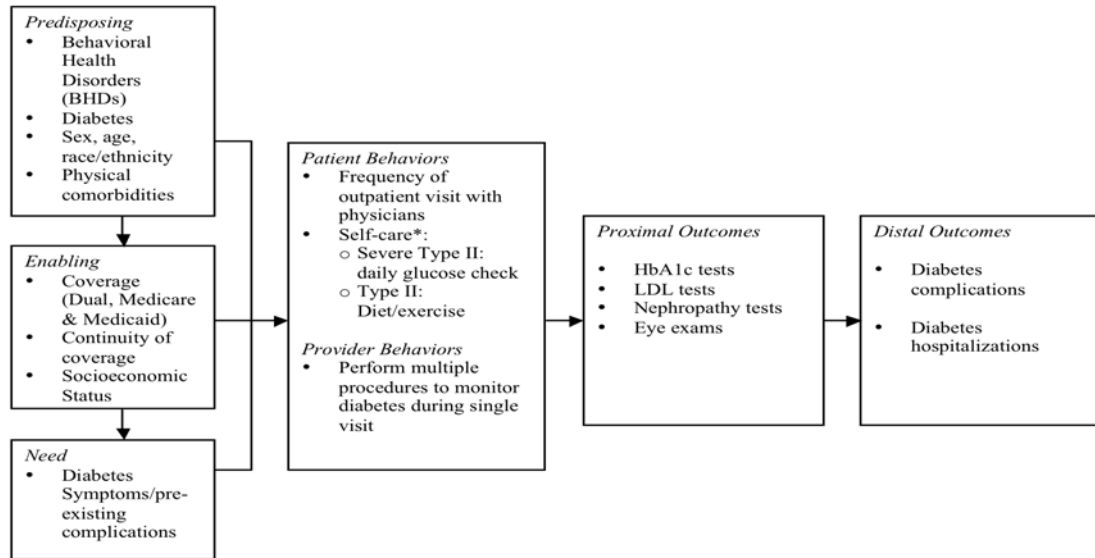 Predisposing
• Behavioral
Health
Disorders
(BHDs)
• Diabetes
• Sex, age,
race/ethnicity
• Physical
comorbidities
Enabling
• Coverage
(Dual, Medicare
& Medicaid)
• Continuity of
coverage
• Socioeconomic
Status
Need
• Diabetes
Symptoms/pre-
existing
complications
Patient Behaviors
• Frequency of
outpatient visit with
physicians
• Self-care*:
o Severe Type II:
daily glucose check
o Type II:
Diet/exercise
Provider Behaviors
• Perform multiple
procedures to monitor
diabetes during single
visit
Proximal Outcomes
• HbA1c tests
• LDL tests
• Nephropathy tests
• Eye exams
Distal Outcomes
• Diabetes
complications
• Diabetes
hospitalizations